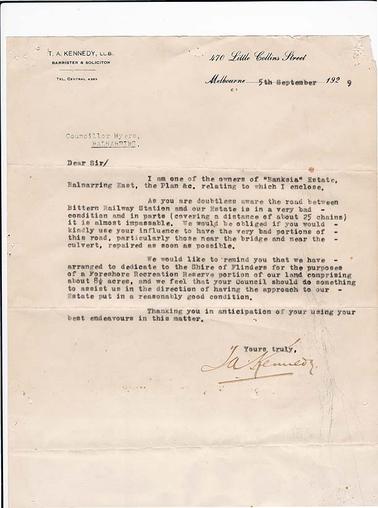 T. A. KENNEDY, LL.B.
BARRISTER & SOLICITOR
470 Little Collins Street
Melbourne 5th September 1929
Councillor Myers,
BALNARRING.
Dear Sir/
I am one of the owners of "Banksia" Estate,
Balnarring East, the Plan &c. relating to which I enclose.
As you are doubtless aware the road between
Bittern Railway Station and our Estate is in a very bad -
condition and in parts (covering a distance of about 25 chains)
it is almost impassable. We would be obliged if you would -
kindly use your influence to have the very bad portions of -
this road, particularly those near the bridge and near the -
culvert, repaired as soon as possible -
We would like to remind you that we have -
arranged to dedicate to the Shire of Flinders for the purposes
of a Foreshore Recreation Reserve portion of our land comprising
about acres, and we feel that your Council should do something
to assist us in the direction of having the approach to our -
Estate put in a reasonably good condition.
Thanking you in anticipation of your using your
best endeavours in this matter.
Yours truly,
TA Kennedy.